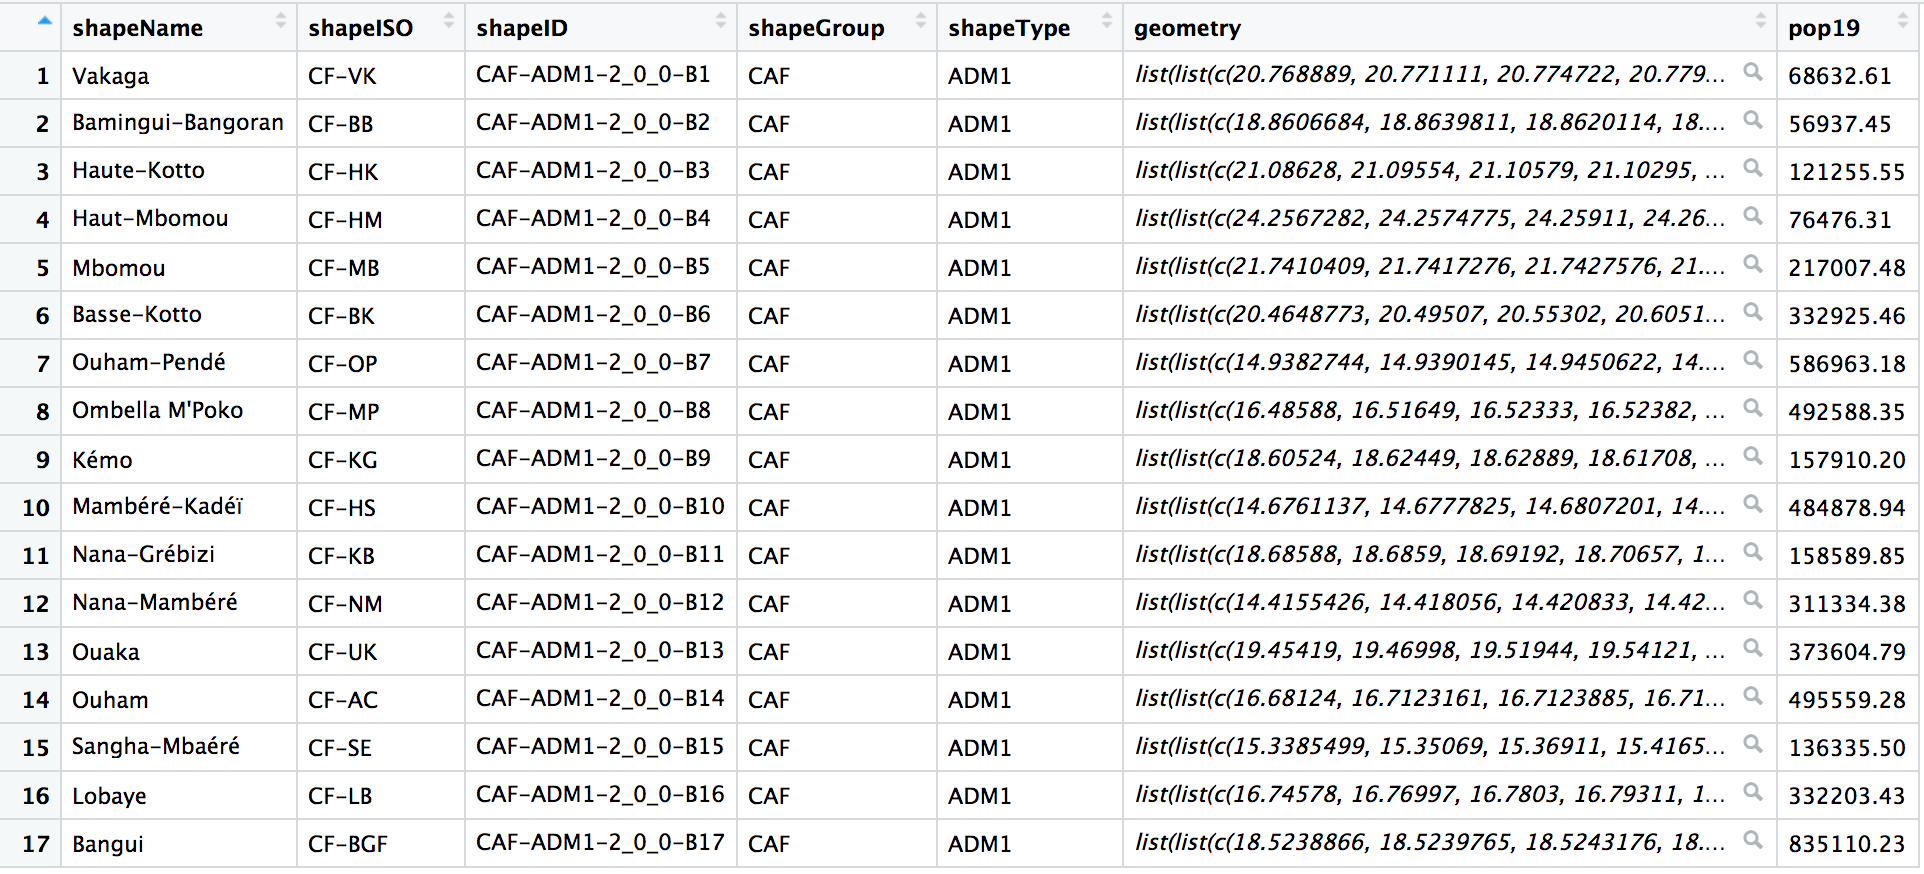 shapeName shapeISO shapeID shapeGroup shapeType geometry pop19
1 Vakaga CF-VK CAF-ADM1-2_0_0-B1 CAF ADM1 list(list(c(20.768889, 20.771111, 20.774722, 20.779... 68632.61
2 Bamingui-Bangoran CF-BB CAF-ADM1-2_0_0-B2 CAF ADM1 list(list(c(18.8606684, 18.8639811, 18.8620114, 18.... 56937.45
3 Haute-Kotto CF-HK CAF-ADM1-2_0_0-B3 CAF ADM1 list(list(c(21.08628, 21.09554, 21.10579, 21.10295, ... 121255.55
4 Haut-Mbomou CF-HM CAF-ADM1-2_0_0-B4 CAF ADM1 list(list(c(24.2567282, 24.2574775, 24.25911, 24.26... 76476.31
5 Mbomou CF-MB CAF-ADM1-2_0_0-B5 CAF ADM1 list(list(c(21.7410409, 21.7417276, 21.7427576, 21.... 217007.48
6 Basse-Kotto CF-BK CAF-ADM1-2_0_0-B6 CAF ADM1 list(list(c(20.4648773, 20.49507, 20.55302, 20.6051... 332925.46
7 Ouham-Pendé CF-OP CAF-ADM1-2_0_0-B7 CAF ADM1 list(list(c(14.9382744, 14.9390145, 14.9450622, 14.... 586963.18
8 Ombella M'Poko CF-MP CAF-ADM1-2_0_0-B8 CAF ADM1 list(list(c(16.48588, 16.51649, 16.52333, 16.52382, ... 492588.35
9 Kémo CF-KG CAF-ADM1-2_0_0-B9 CAF ADM1 list(list(c(18.60524, 18.62449, 18.62889, 18.61708, ... 157910.20
10 Mambéré-Kadéï CF-HS CAF-ADM1-2_0_0-B10 CAF ADM1 list(list(c(14.6761137, 14.6777825, 14.6807201, 14.... 484878.94
11 Nana-Grébizi CF-KB CAF-ADM1-2_0_0-B11 CAF ADM1 list(list(c(18.68588, 18.6859, 18.69192, 18.70657, 1... 158589.85
12 Nana-Mambéré CF-NM CAF-ADM1-2_0_0-B12 CAF ADM1 list(list(c(14.4155426, 14.418056, 14.420833, 14.42... 311334.38
13 Ouaka CF-UK CAF-ADM1-2_0_0-B13 CAF ADM1 list(list(c(19.45419, 19.46998, 19.51944, 19.54121, ... 373604.79
14 Ouham CF-AC CAF-ADM1-2_0_0-B14 CAF ADM1 list(list(c(16.68124, 16.7123161, 16.7123885, 16.71... 495559.28
15 Sangha-Mbaéré CF-SE CAF-ADM1-2_0_0-B15 CAF ADM1 list(list(c(15.3385499, 15.35069, 15.36911, 15.4165... 136335.50
16 Lobaye CF-LB CAF-ADM1-2_0_0-B16 CAF ADM1 list(list(c(16.74578, 16.76997, 16.7803, 16.79311, 1... 332203.43
17 Bangui CF-BGF CAF-ADM1-2_0_0-B17 CAF ADM1 list(list(c(18.5238866, 18.5239765, 18.5243176, 18.... 835110.23